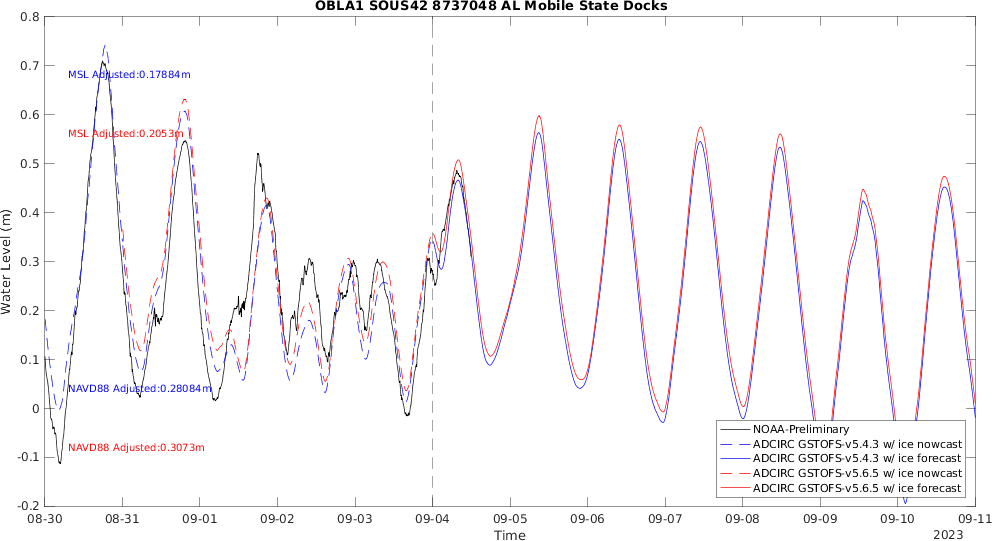 OBLA1 SOUS42 8737048 AL Mobile State Docks
0.8
0.7
0.6
0.5
0.4
0.3
0.2
0.1
0
-0.1
-0.2
Water Level (m)
MSL Adjusted:0.17884m
MSL Adjusted:0.2053m
NAVD88 Adjusted:0.28084m
NAVD88 Adjusted:0.3073m
NOAA-Preliminary
ADCIRC GSTOFS-v5.4.3 w/ ice nowcast
ADCIRC GSTOFS-v5.4.3 w/ ice forecast
ADCIRC GSTOFS-v5.6.5 w/ ice nowcast
ADCIRC GSTOFS-v5.6.5 w/ ice forecast
08-30 08-31 09-01 09-02 09-03 09-04 09-05 09-06 09-07 09-08 09-09 09-10 09-11
Time
2023